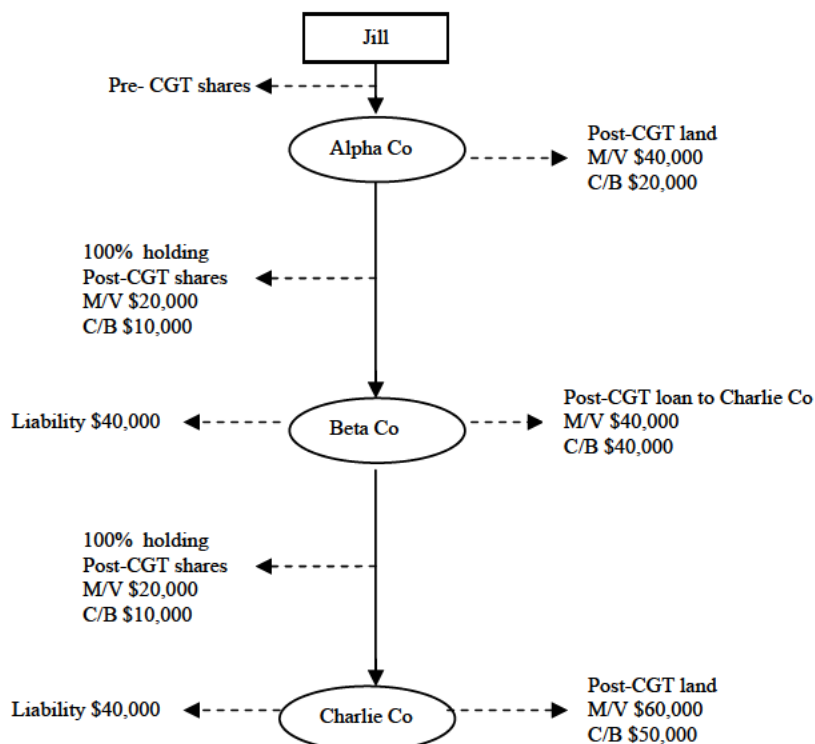 Jill
Pre- CGT shares
Alpha Co
Post-CGT land
M/V $40,000
C/B $20,000
100% holding
Post-CGT shares
M/V $20,000
C/B $10,000
Liability $40,000
Beta Co
Post-CGT loan to Charlie Co
M/V $40,000
C/B $40,000
100% holding
Post-CGT shares
M/V $20,000
C/B $10,000
Liability $40,000
Charlie Co
Post-CGT land
M/V $60,000
C/B $50,000